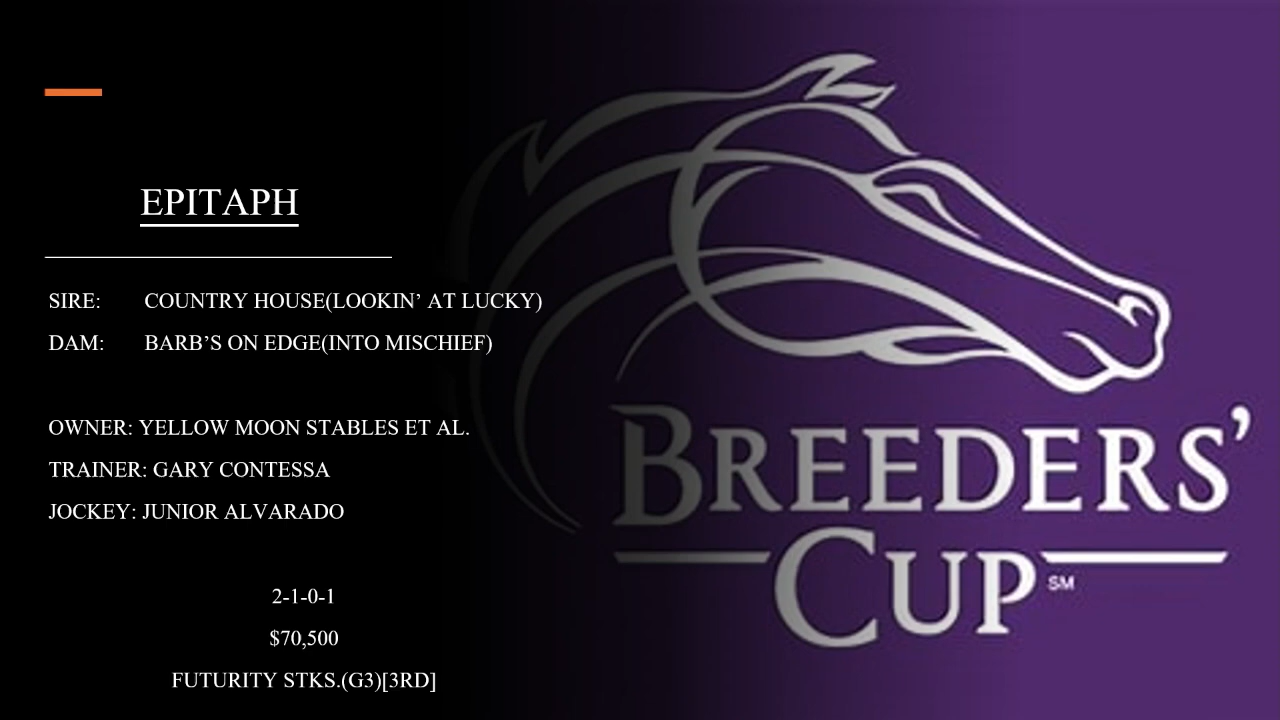 EPITAPH
SIRE: COUNTRY HOUSE(LOOKIN’ AT LUCKY)
DAM: BARB’S ON EDGE(INTO MISCHIEF)
OWNER: YELLOW MOON STABLES ET AL.
TRAINER: GARY CONTESSA
JOCKEY: JUNIOR ALVARADO
2-1-0-1
$70,500
FUTURITY STKS.(G3)[3RD]
BREEDERS’
CUP SM